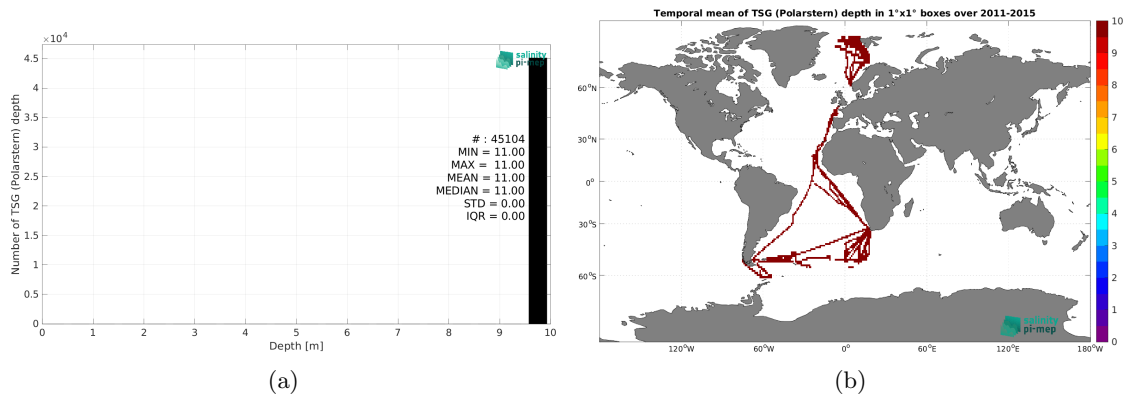 ×10⁴
4.5
4
3.5
3
2.5
2
1.5
1
0.5
0
Number of TSG (Polarstern) depth
salinity
pi-mep
# : 45104
MIN = 11.00
MAX = 11.00
MEAN = 11.00
MEDIAN = 11.00
STD = 0.00
IQR = 0.00
0 1 2 3 4 5 6 7 8 9 10
Depth [m]
(a)
Temporal mean of TSG (Polarstern) depth in 1°x1° boxes over 2011-2015
60°N
30°N
0°
30°S
60°S
120°W 60°W 0° 60°E 120°E 180°W
salinity
pi-mep
10
9
8
7
6
5
4
3
2
1
0
(b)